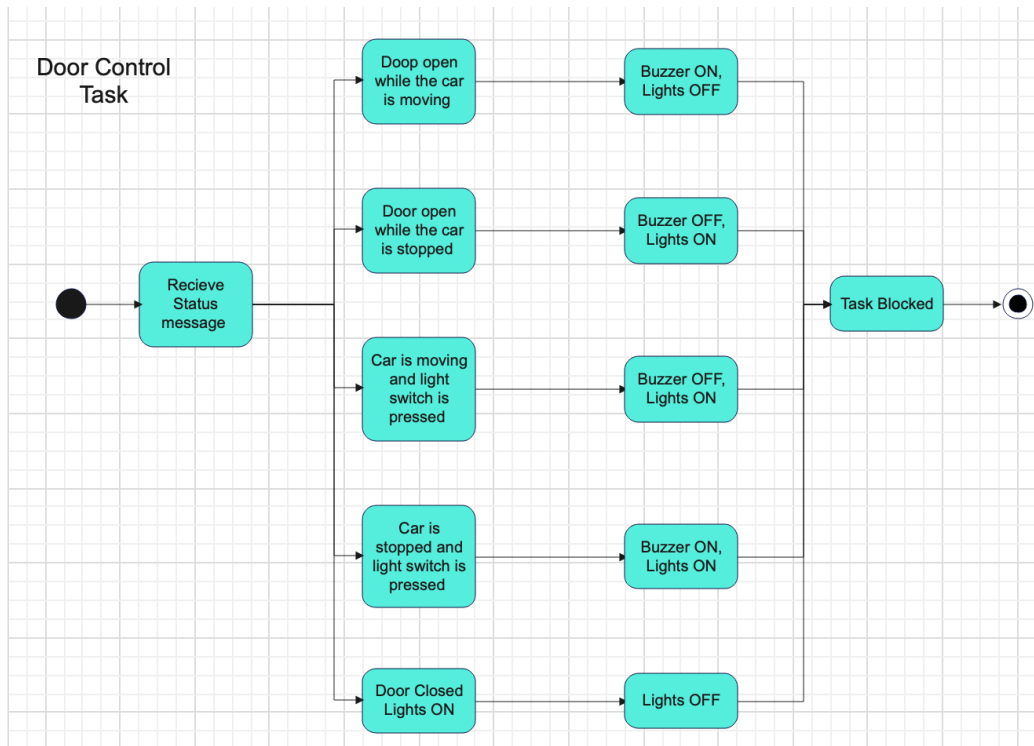 Door Control
Task
Doop open
while the car
is moving
Buzzer ON,
Lights OFF
Door open
while the car
is stopped
Buzzer OFF,
Lights ON
Recieve
Status
message
Task Blocked
Car is moving
and light
switch is
pressed
Buzzer OFF,
Lights ON
Car is
stopped and
light switch is
pressed
Buzzer ON,
Lights ON
Door Closed
Lights ON
Lights OFF